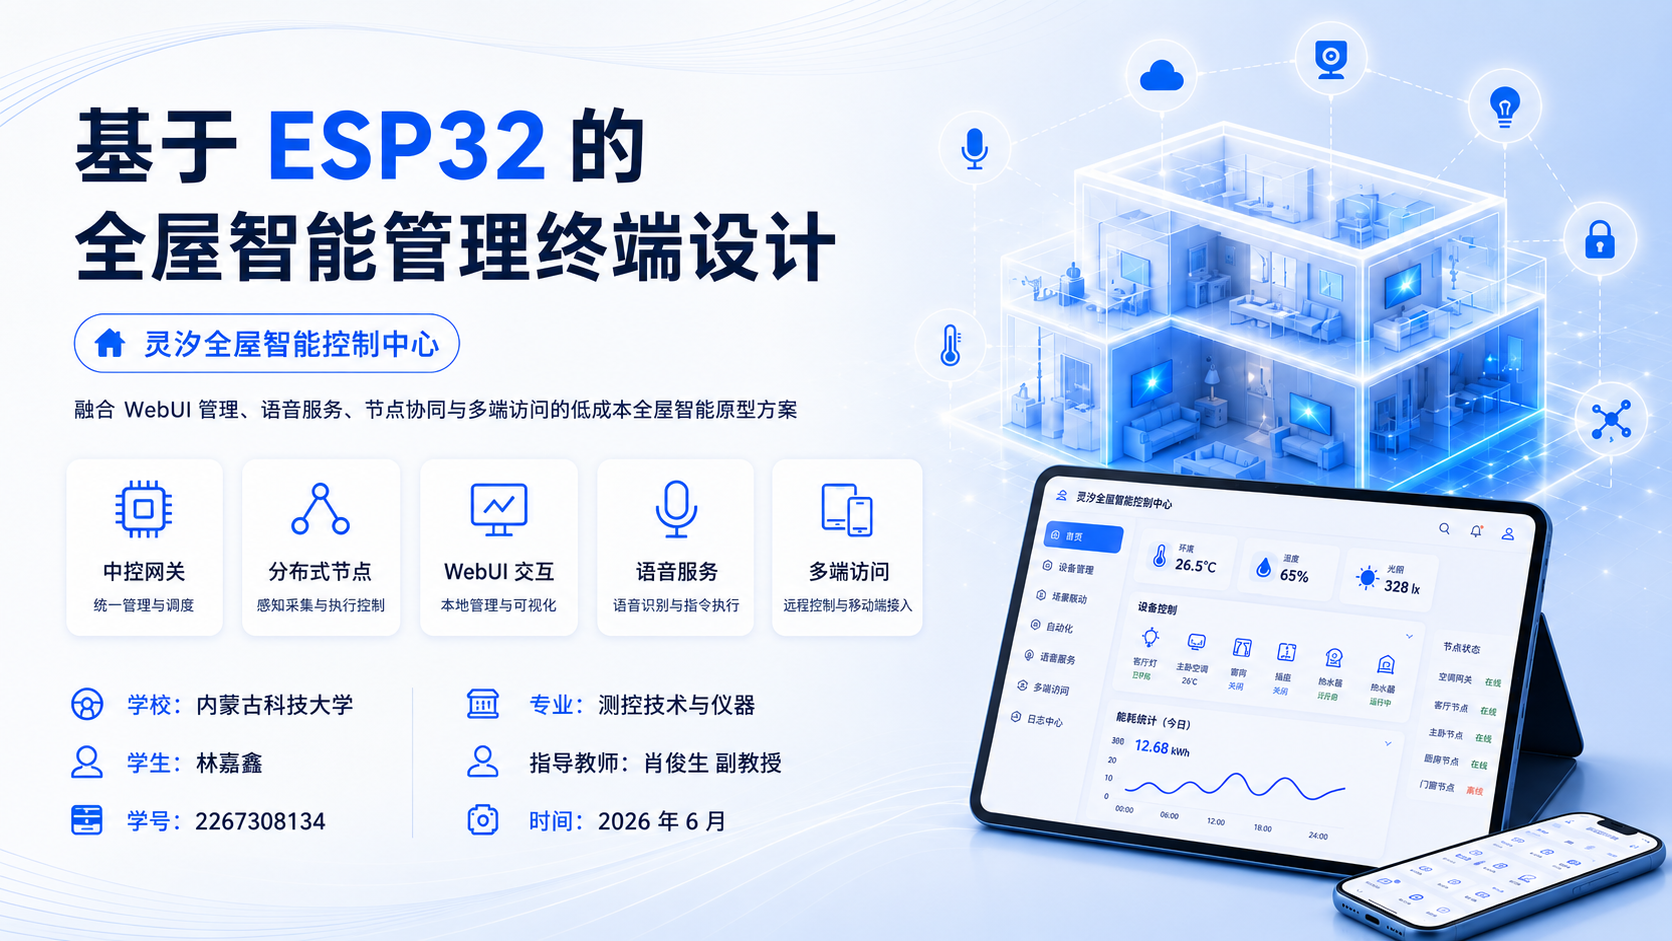 基于 ESP32 的
全屋智能管理终端设计
灵汐全屋智能控制中心
融合 WebUI 管理、语音服务、节点协同与多端访问的低成本全屋智能原型方案
中控网关
统一管理与调度
分布式节点
感知采集与执行控制
WebUI 交互
本地管理与可视化
语音服务
语音识别与指令执行
多端访问
远程控制与移动端接入
学校：内蒙古科技大学
学生：林嘉鑫
学号：2267308134
专业：测控技术与仪器
指导教师：肖俊生 副教授
时间：2026 年 6 月
灵汐全屋智能控制中心
首页
设备管理
场景联动
自动化
语音服务
多端访问
日志中心
环境
26.5℃
湿度
65%
光照
328 lx
设备控制
客厅灯
主卧空调
26℃
窗帘
关闭
插座
关闭
热水器
运行中
节点状态
空调网关 在线
客厅节点 在线
主卧节点 在线
厨房节点 在线
门窗节点 离线
能耗统计（今日）
12.68 kWh
300
20
10
0
00:00
06:00
12:00
18:00
24:00